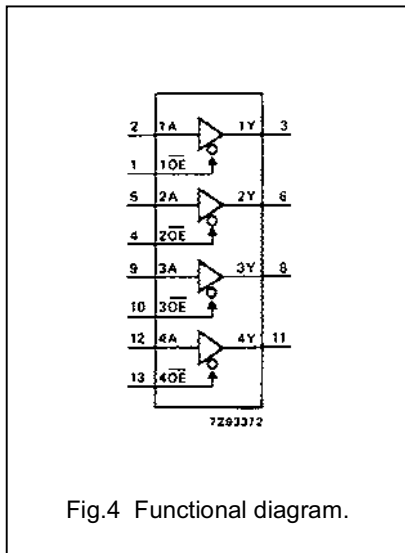 2 1A 1Y 3
1 1OE
5 2A 2Y 6
4 2OE
9 3A 3Y 8
10 3OE
12 4A 4Y 11
13 4OE
7Z93372
Fig.4 Functional diagram.